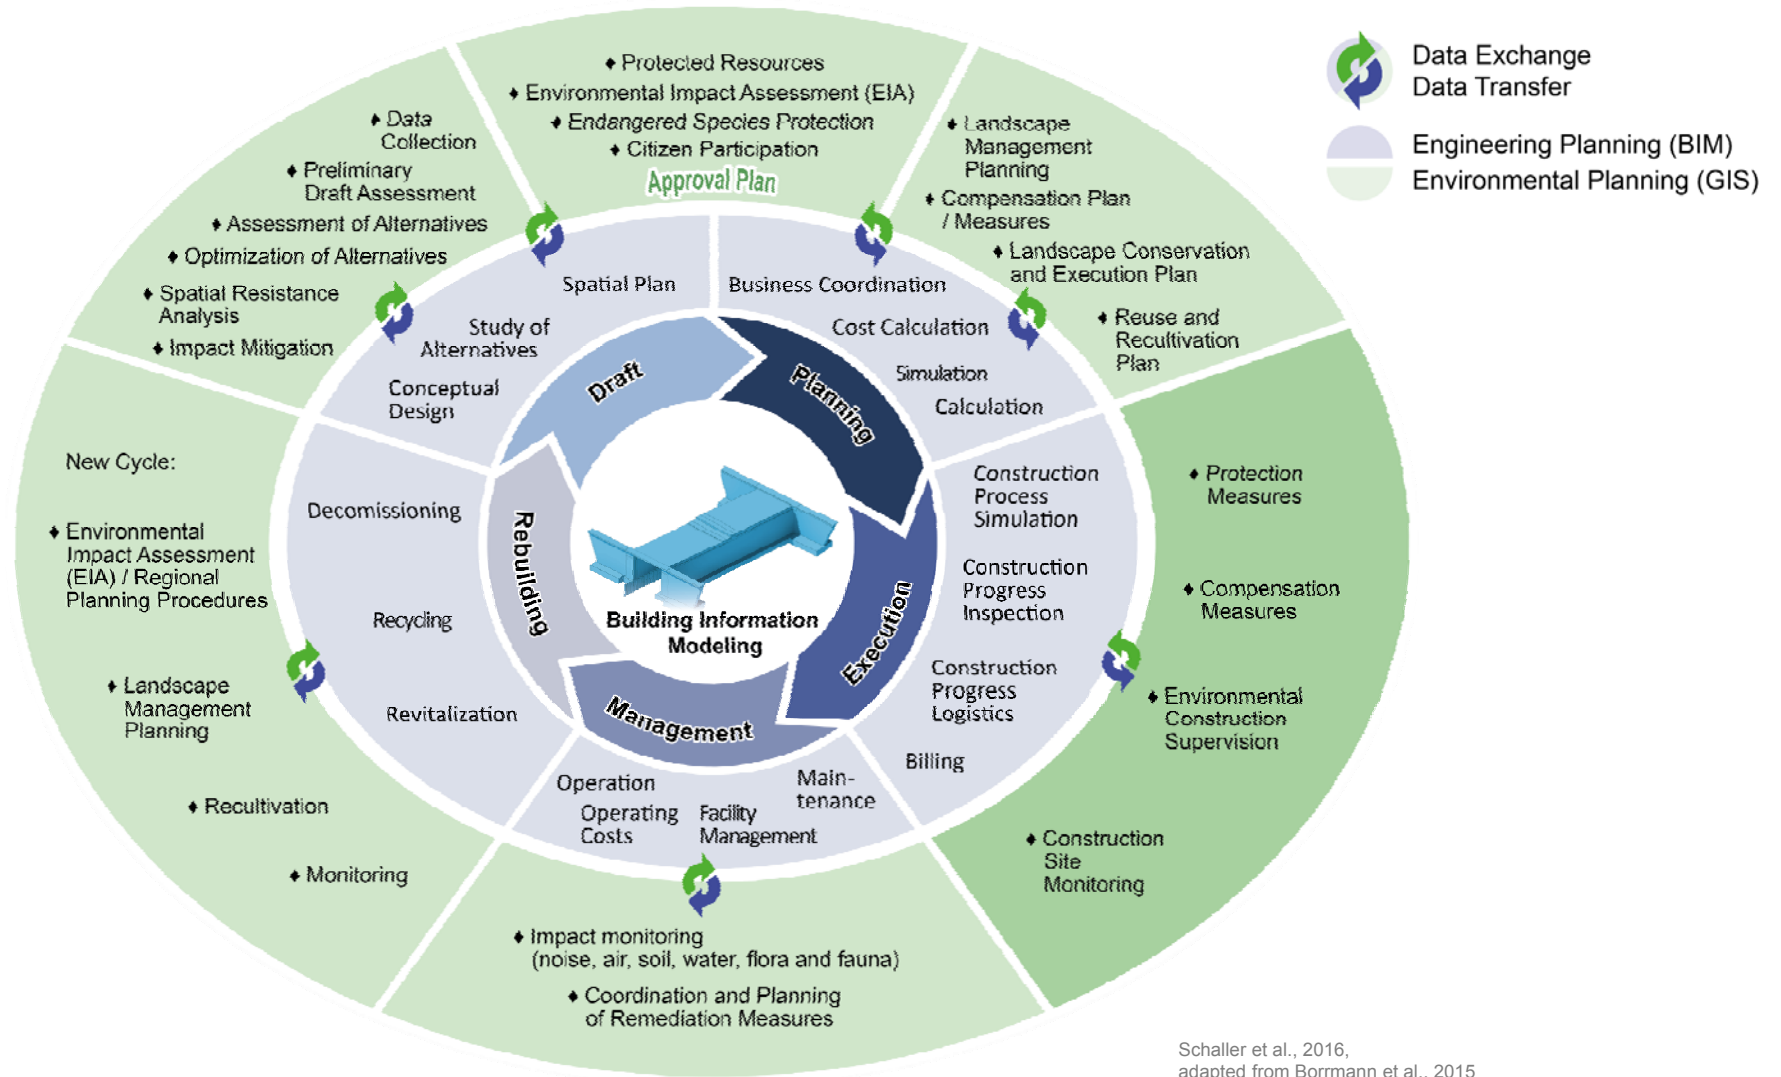 Data Exchange
Data Transfer
Engineering Planning (BIM)
Environmental Planning (GIS)
♦ Protected Resources
♦ Environmental Impact Assessment (EIA)
♦ Endangered Species Protection
♦ Citizen Participation
Approval Plan
♦ Data
Collection
♦ Preliminary
Draft Assessment
♦ Assessment of Alternatives
♦ Optimization of Alternatives
♦ Spatial Resistance
Analysis
♦ Impact Mitigation
♦ Landscape
Management
Planning
♦ Compensation Plan
/ Measures
♦ Landscape Conservation
and Execution Plan
♦ Reuse and
Recultivation
Plan
Spatial Plan
Study of
Alternatives
Conceptual
Design
Business Coordination
Cost Calculation
Simulation
Calculation
Draft
Planning
Execution
Management
Rebuilding
Building Information
Modeling
Construction
Process
Simulation
Construction
Progress
Inspection
Construction
Progress
Logistics
Billing
♦ Protection
Measures
♦ Compensation
Measures
♦ Environmental
Construction
Supervision
♦ Construction
Site
Monitoring
Operation
Operating
Costs
Facility
Management
Main-
tenance
♦ Impact monitoring
(noise, air, soil, water, flora and fauna)
♦ Coordination and Planning
of Remediation Measures
Decomissioning
Recycling
Revitalization
New Cycle:
♦ Environmental
Impact Assessment
(EIA) / Regional
Planning Procedures
♦ Landscape
Management
Planning
♦ Recultivation
♦ Monitoring
Schaller et al., 2016,
adapted from Borrmann et al., 2015